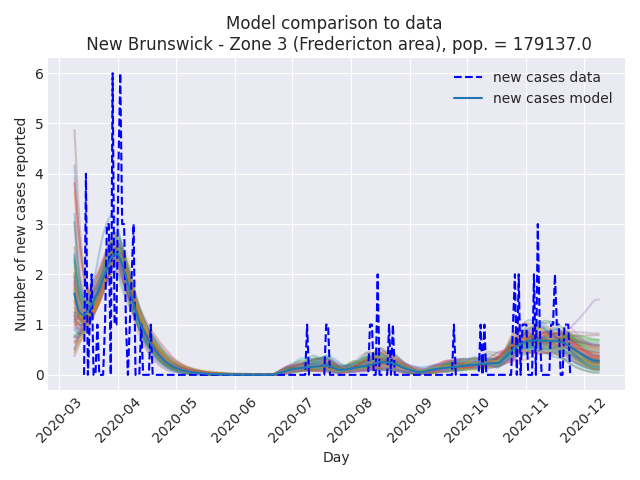 Model comparison to data
New Brunswick - Zone 3 (Fredericton area), pop. = 179137.0
new cases data
new cases model
Number of new cases reported
6
5
4
3
2
1
0
2020-03
2020-04
2020-05
2020-06
2020-07
2020-08
2020-09
2020-10
2020-11
2020-12
Day